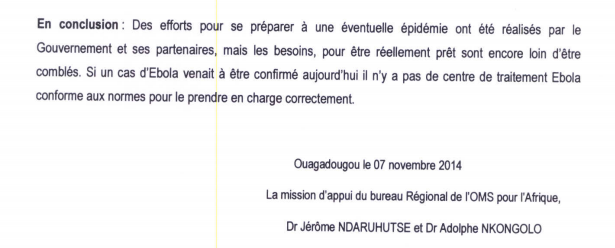 En conclusion : Des efforts pour se préparer à une éventuelle épidémie ont été réalisés par le
Gouvernement et ses partenaires, mais les besoins, pour être réellement prêt sont encore loin d'être
comblés. Si un cas d'Ebola venait à être confirmé aujourd'hui il n'y a pas de centre de traitement Ebola
conforme aux normes pour le prendre en charge correctement.
Ouagadougou le 07 novembre 2014
La mission d'appui du bureau Régional de l'OMS pour l'Afrique,
Dr Jérôme NDARUHUTSE et Dr Adolphe NKONGOLO